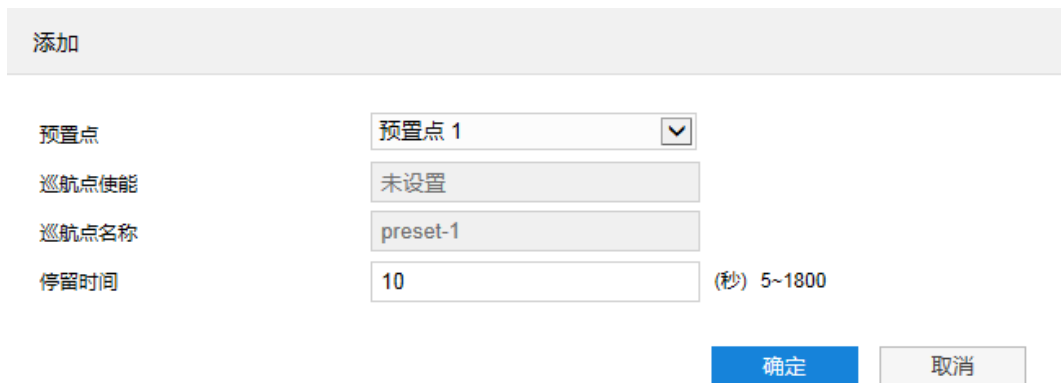 添加
预置点 预置点 1
巡航点使能 未设置
巡航点名称 preset-1
停留时间 10 (秒) 5~1800
确定 取消